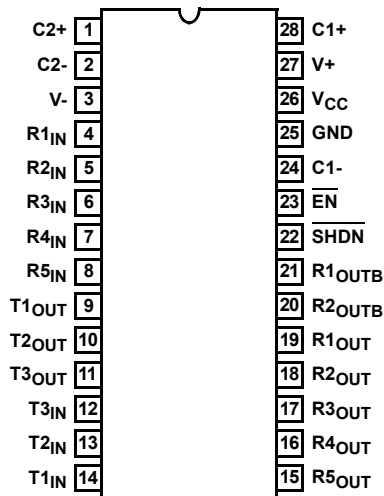 C2+ 1 28 C1+
C2- 2 27 V+
V- 3 26 VCC
R1IN 4 25 GND
R2IN 5 24 C1-
R3IN 6 23 EN
R4IN 7 22 SHDN
R5IN 8 21 R1OUTB
T1OUT 9 20 R2OUTB
T2OUT 10 19 R1OUT
T3OUT 11 18 R2OUT
T3IN 12 17 R3OUT
T2IN 13 16 R4OUT
T1IN 14 15 R5OUT